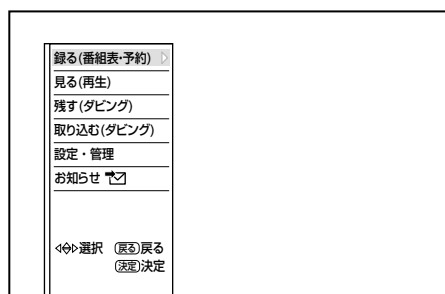 録る(番組表・予約)
見る(再生)
残す(ダビング)
取り込む(ダビング)
設定・管理
お知らせ
選択 戻る 戻る
決定 決定